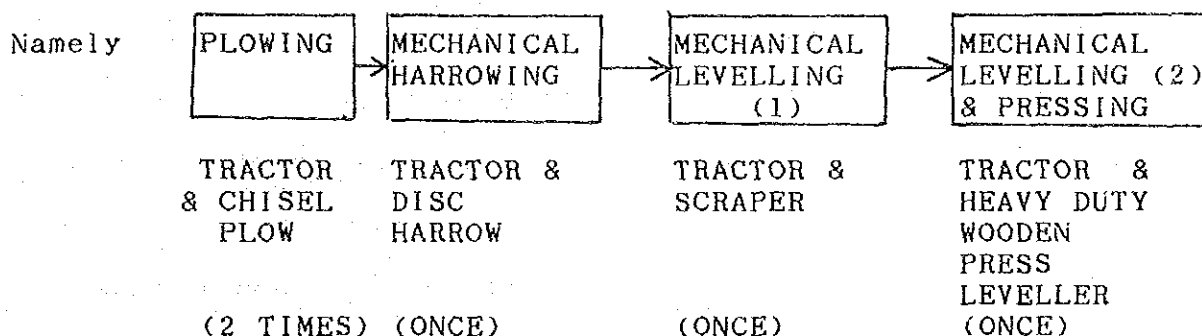 Namely
PLOWING
MECHANICAL
HARROWING
MECHANICAL
LEVELLING
(1)
MECHANICAL
LEVELLING (2)
& PRESSING
TRACTOR
& CHISEL
PLOW
(2 TIMES)
TRACTOR &
DISC
HARROW
(ONCE)
TRACTOR &
SCRAPER
(ONCE)
TRACTOR &
HEAVY DUTY
WOODEN
PRESS
LEVELLER
(ONCE)